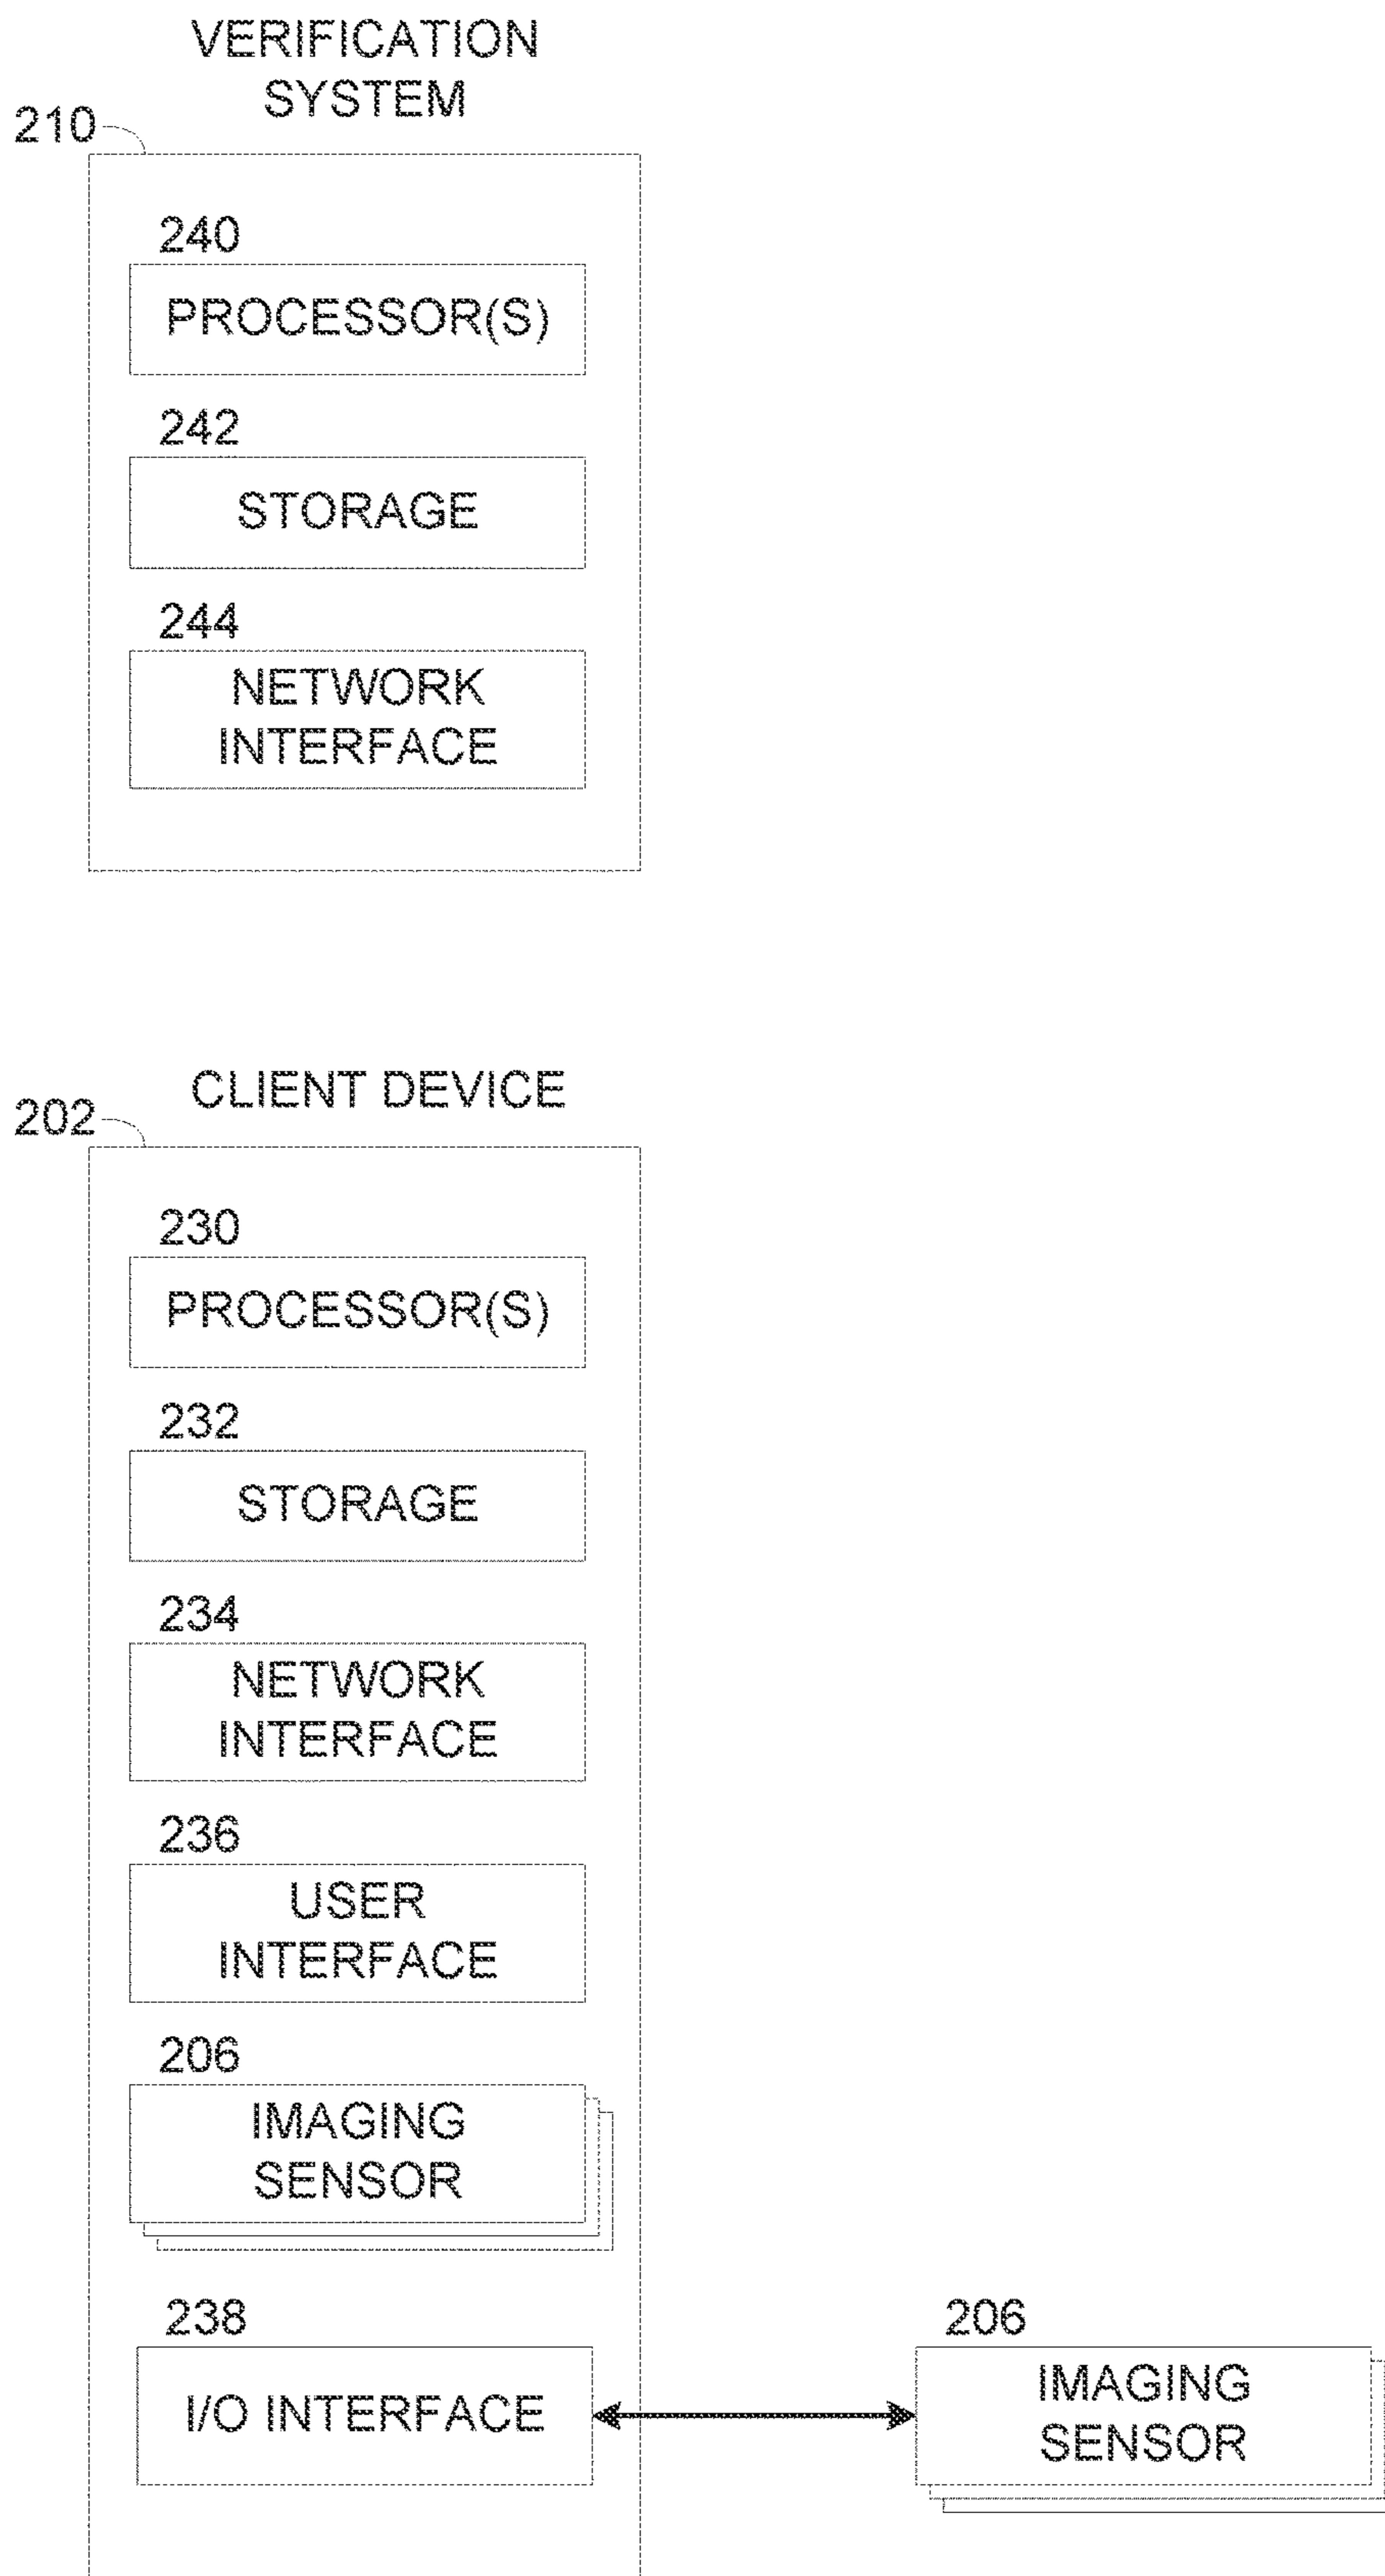 VERIFICATION
SYSTEM
210
240
PROCESSOR(S)
242
STORAGE
244
NETWORK
INTERFACE
CLIENT DEVICE
202
230
PROCESSOR(S)
232
STORAGE
234
NETWORK
INTERFACE
236
USER
INTERFACE
206
IMAGING
SENSOR
238
I/O INTERFACE
206
IMAGING
SENSOR